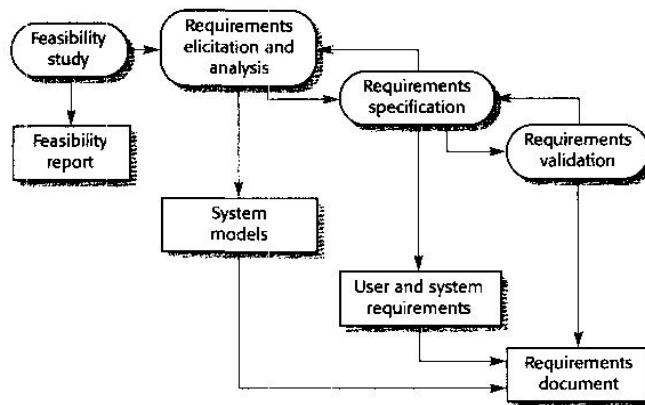 Feasibility
study
Requirements
elicitation and
analysis
Requirements
specification
Requirements
validation
Feasibility
report
System
models
User and system
requirements
Requirements
document